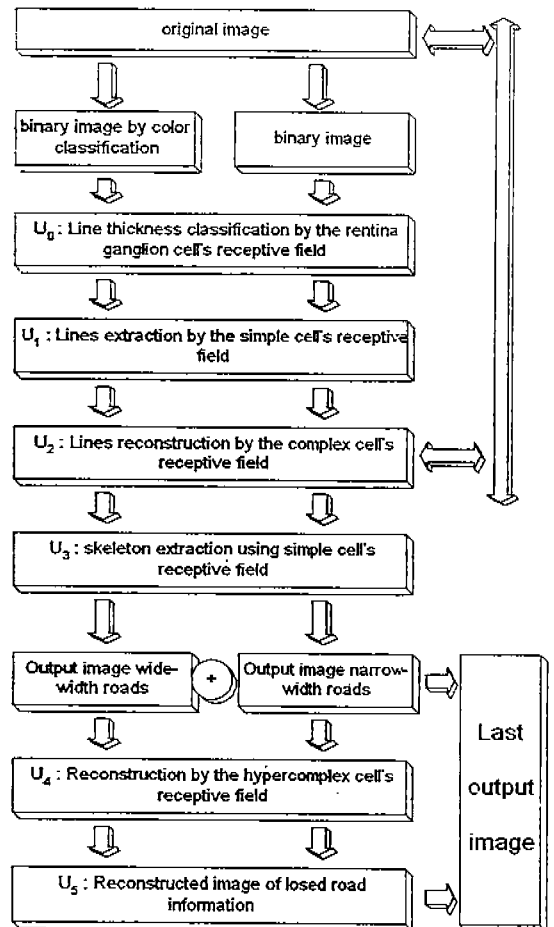 original image
binary image by color
classification
binary image
U0 : Line thickness classification by the rentina
ganglion cell's receptive field
U1 : Lines extraction by the simple cell's receptive
field
U2 : Lines reconstruction by the complex cell's
receptive field
U3 : skeleton extraction using simple cell's
receptive field
Output image wide-
width roads
+
Output image narrow-
width roads
U4 : Reconstruction by the hypercomplex cell's
receptive field
U5 : Reconstructed image of losed road
information
Last
output
image